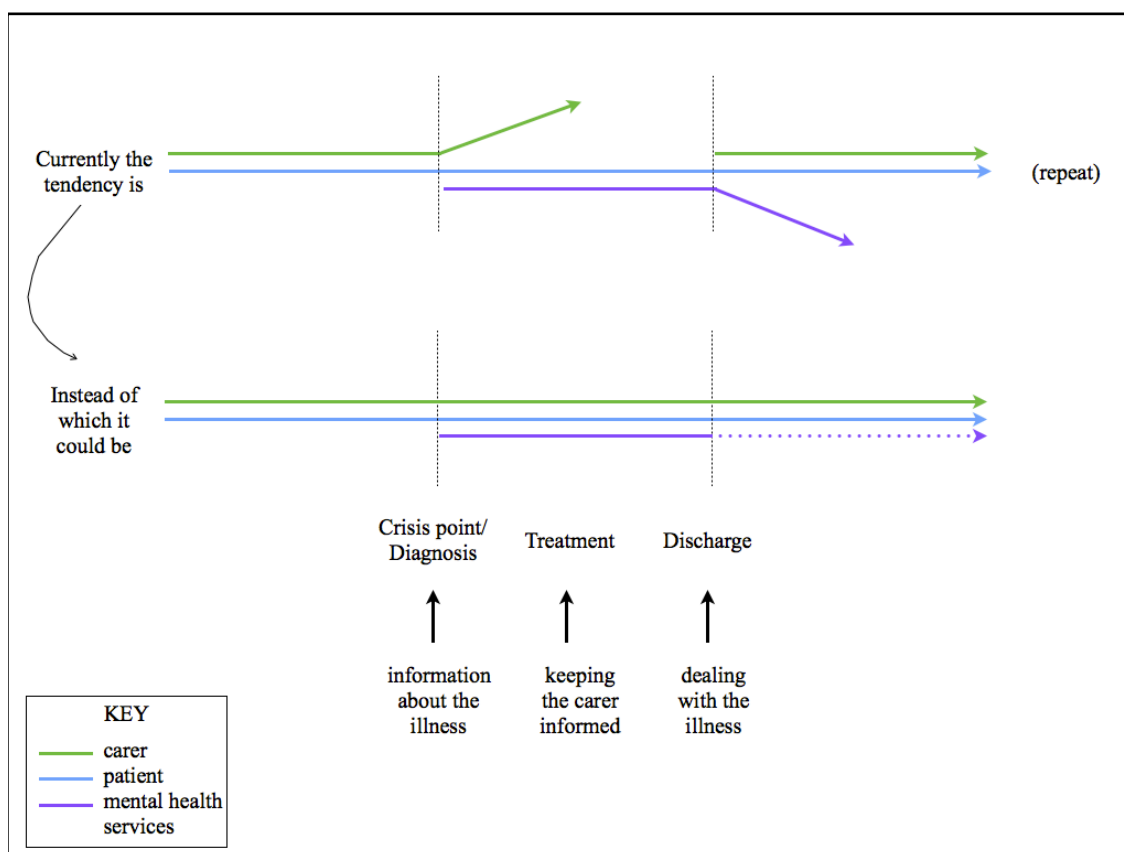 Currently the
tendency is
(repeat)
Instead of
which it
could be
Crisis point/
Diagnosis
Treatment
Discharge
information
about the
illness
keeping
the carer
informed
dealing
with the
illness
KEY
carer
patient
mental health
services